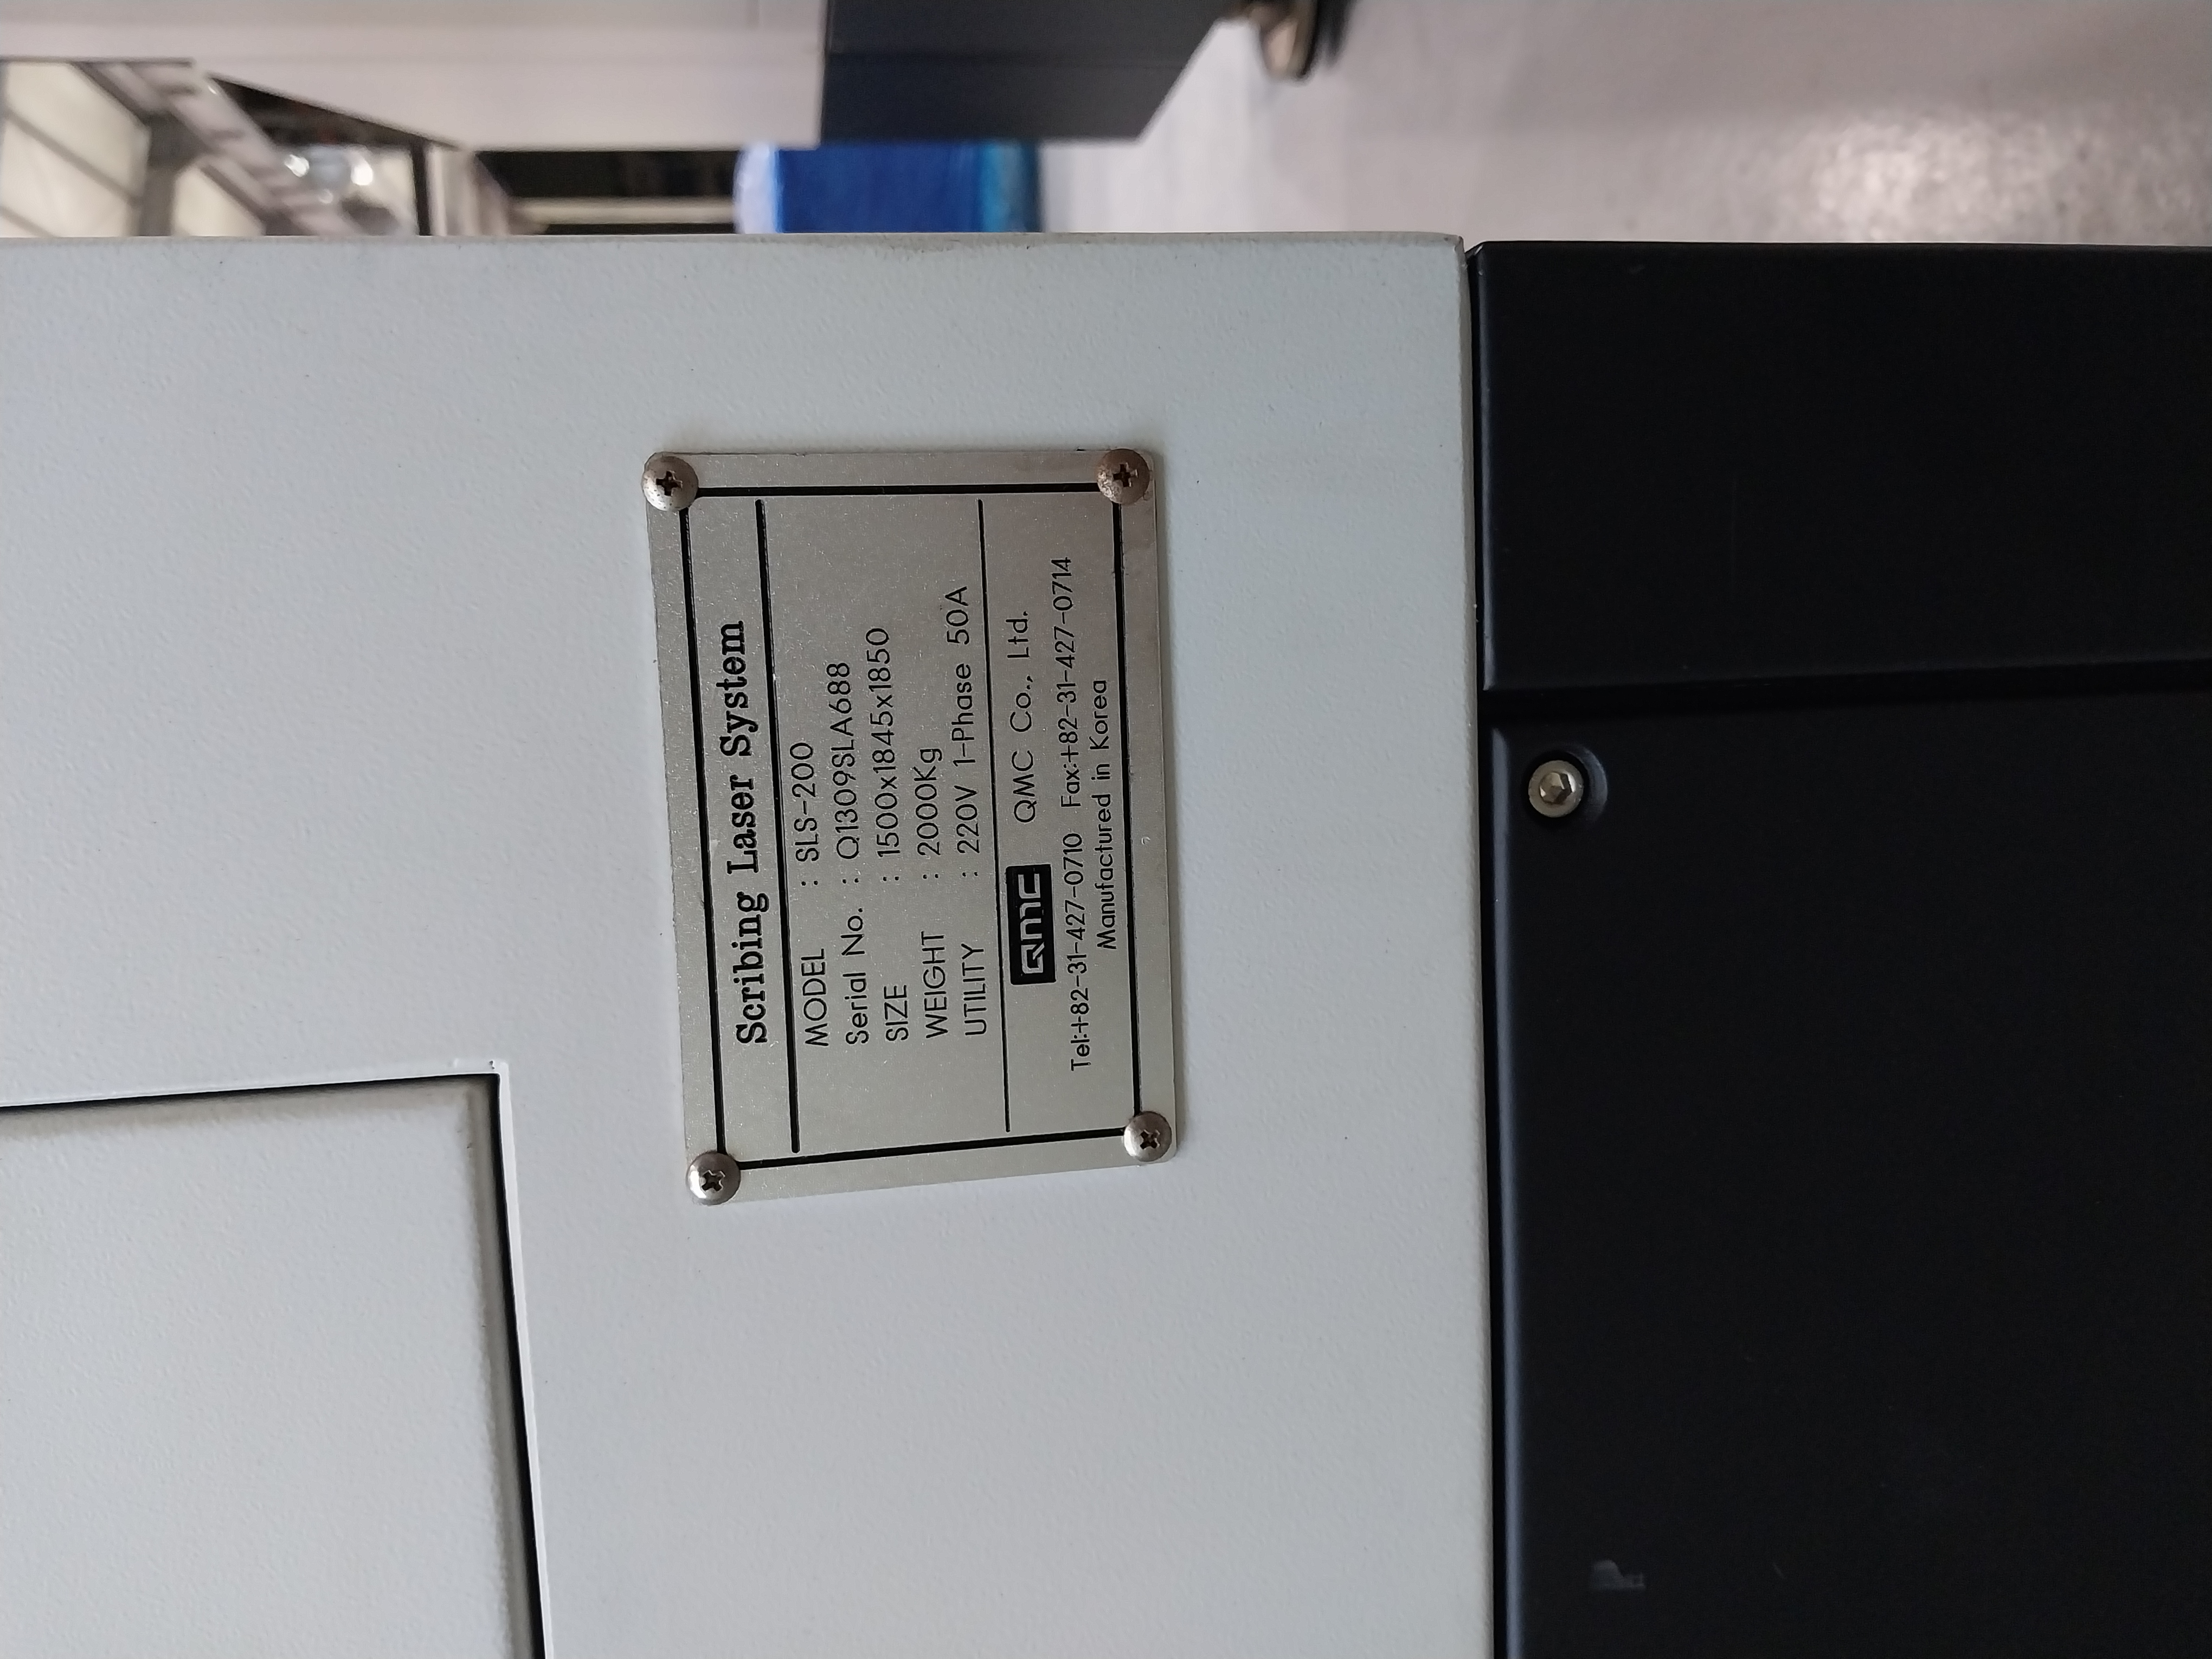 Scribing Laser System
MODEL : SLS-200
Serial No. : Q1309SLA688
SIZE : 1500x1845x1850
WEIGHT : 2000Kg
UTILITY : 220V 1-Phase 50A
QMC QMC Co., Ltd.
Tel:+82-31-427-0710 Fax:+82-31-427-0714
Manufactured in Korea